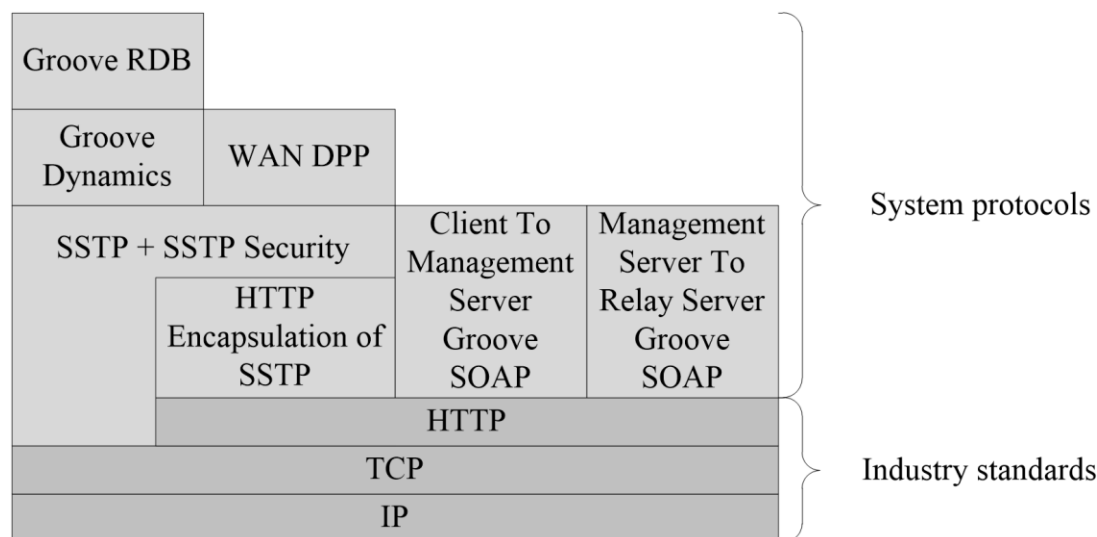 Groove RDB
Groove
Dynamics
WAN DPP
SSTP + SSTP Security
HTTP
Encapsulation of
SSTP
Client To
Management
Server
Groove
SOAP
Management
Server To
Relay Server
Groove
SOAP
System protocols
HTTP
TCP
IP
Industry standards